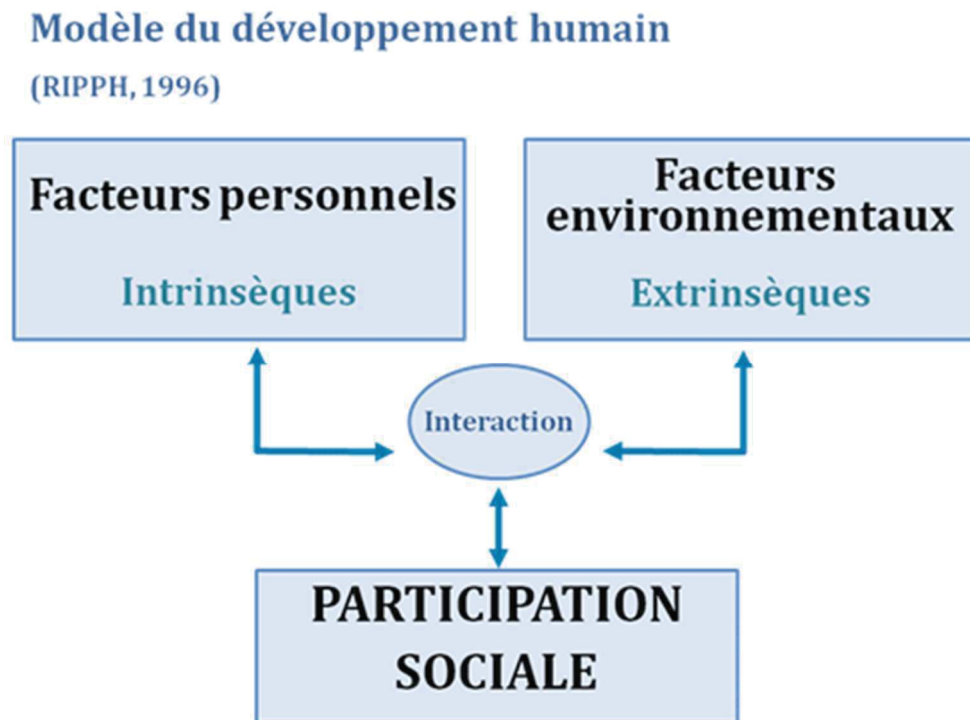 Modèle du développement humain
(RIPPH, 1996)
Facteurs personnels
Intrinsèques
Facteurs
environnementaux
Extrinsèques
Interaction
PARTICIPATION
SOCIALE